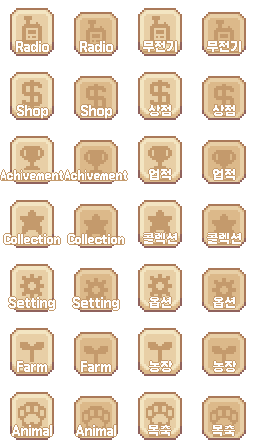 Radio Radio 무전기 무전기
Shop Shop 상점 상점
Achivement Achivement 업적 업적
Collection Collection 콜렉션 콜렉션
Setting Setting 옵션 옵션
Farm Farm 농장 농장
Animal Animal 목축 목축